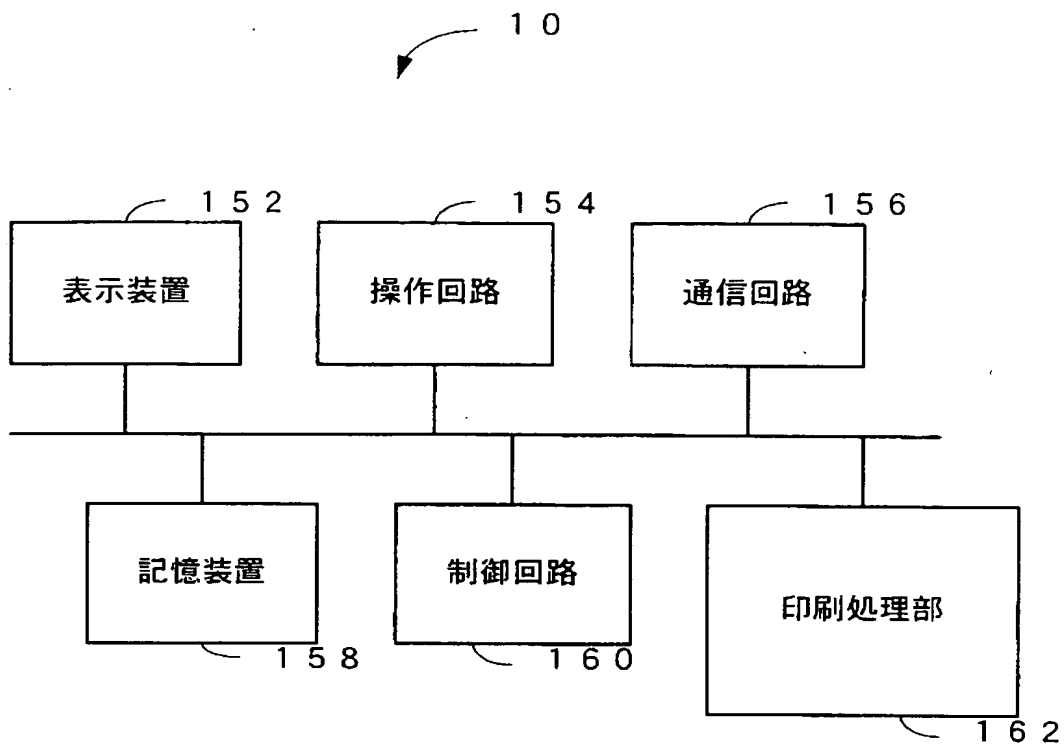 １０
１５２
１５４
１５６
表示装置
操作回路
通信回路
記憶装置
制御回路
印刷処理部
１５８
１６０
１６２